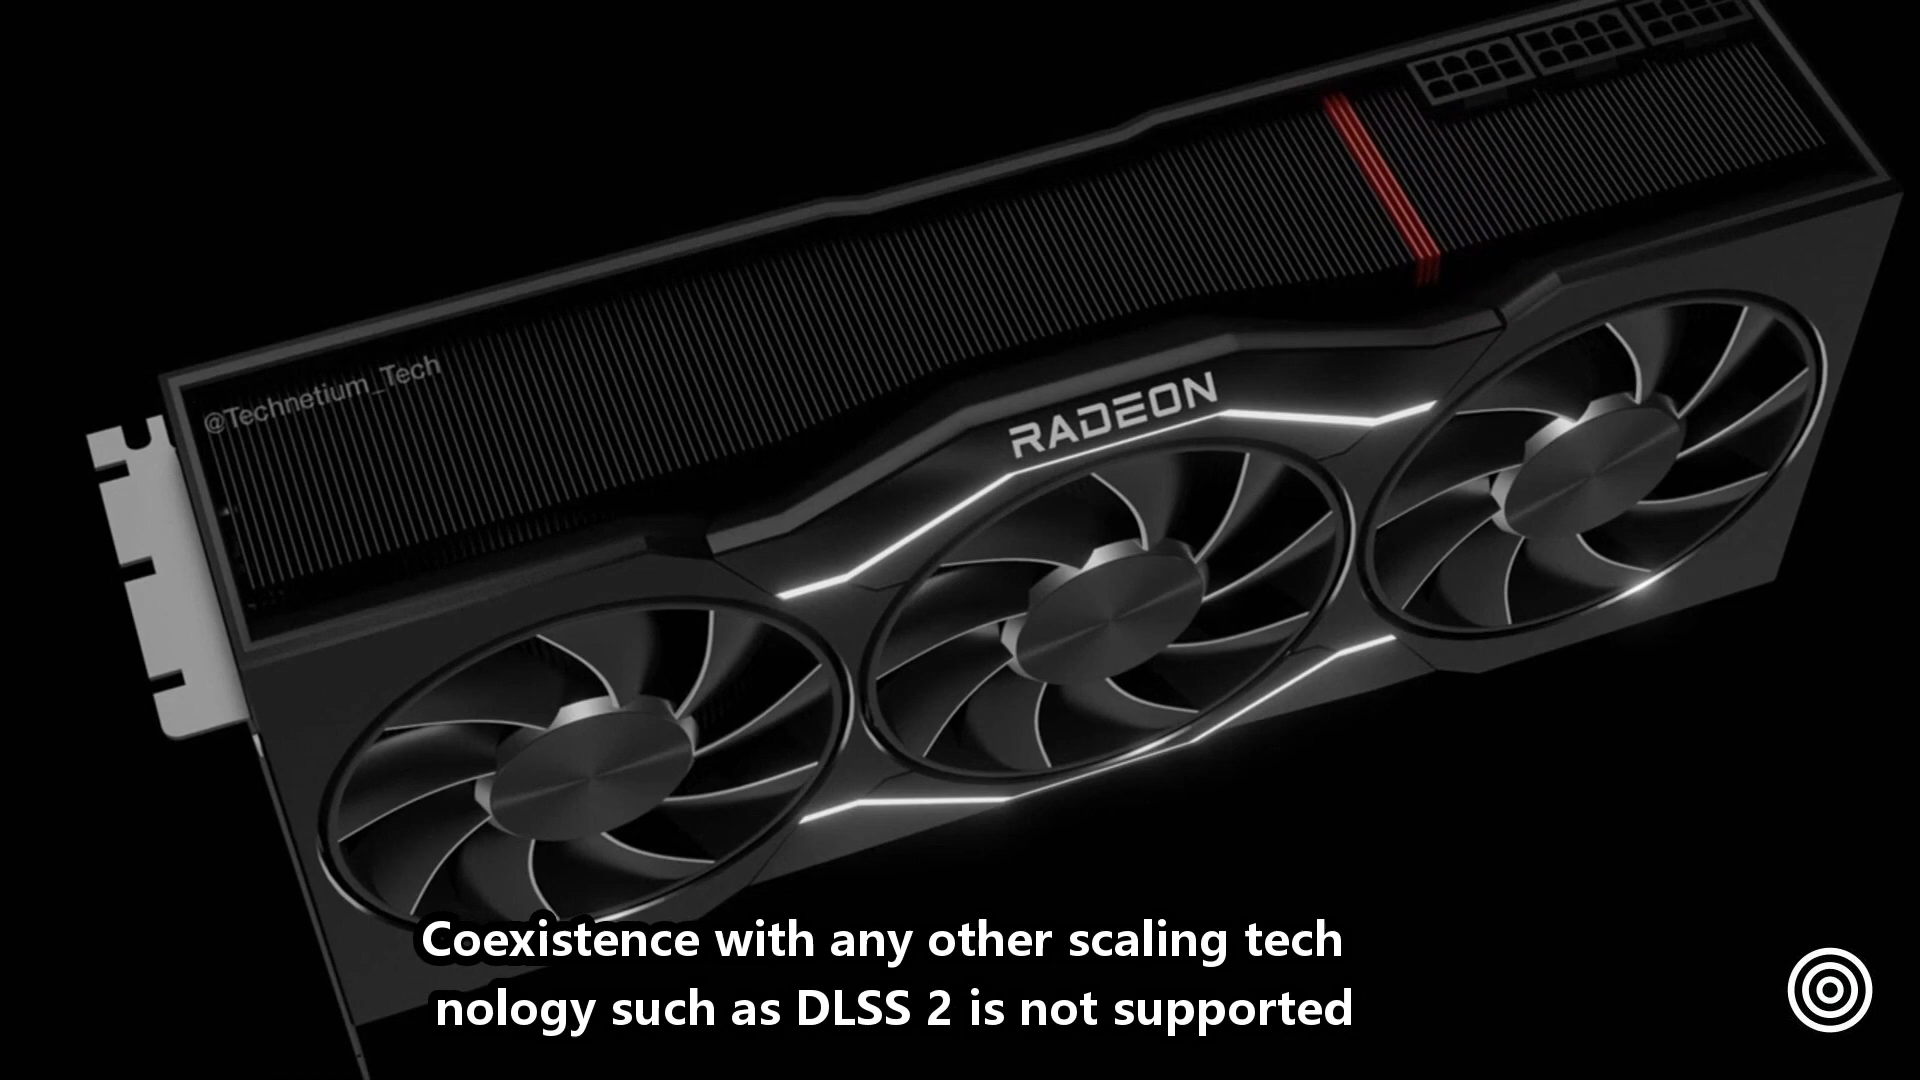 @Technetium_Tech
RADEON
Coexistence with any other scaling tech
nology such as DLSS 2 is not supported